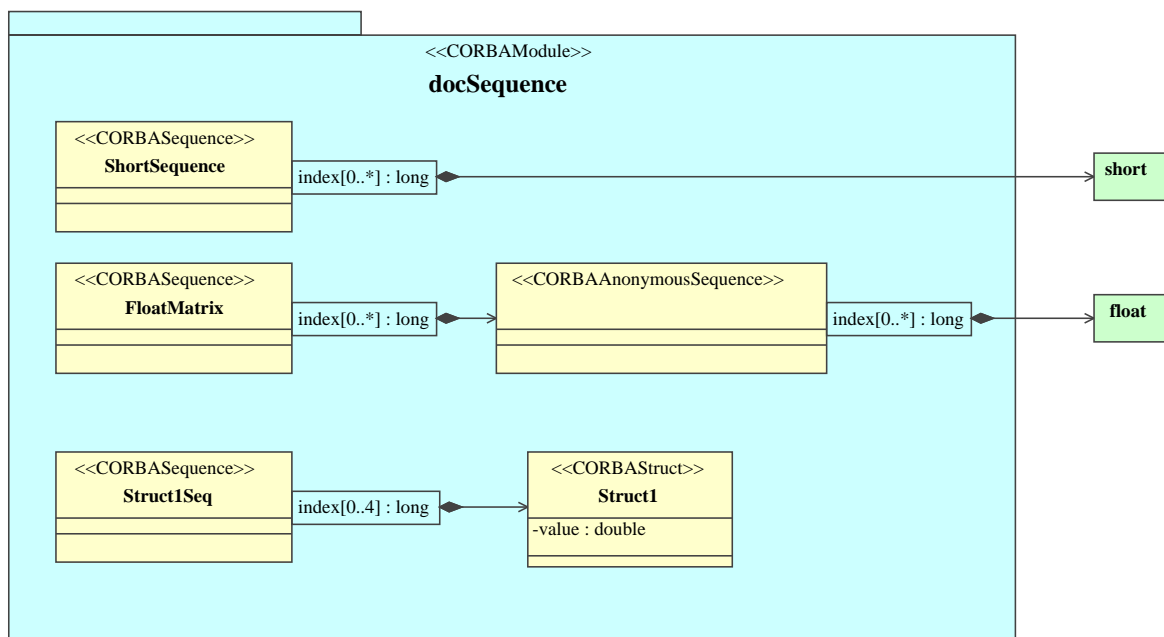 <<CORBAModule>>
docSequence
<<CORBASequence>>
ShortSequence
index[0..*] : long
short
<<CORBASequence>>
FloatMatrix
index[0..*] : long
<<CORBAAnonymousSequence>>
index[0..*] : long
float
<<CORBASequence>>
Struct1Seq
index[0..4] : long
<<CORBAStruct>>
Struct1
-value : double